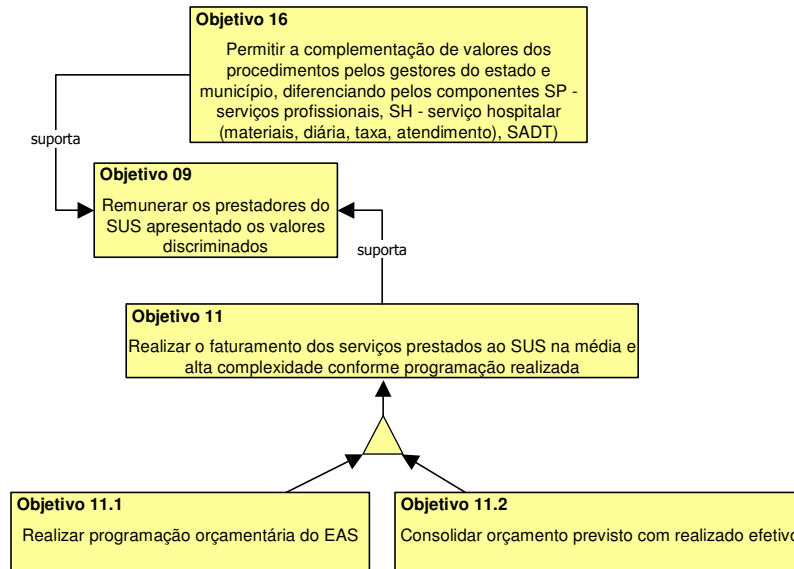 Objetivo 16
Permitir a complementação de valores dos
procedimentos pelos gestores do estado e
município, diferenciando pelos componentes SP -
serviços profissionais, SH - serviço hospitalar
(materiais, diária, taxa, atendimento), SADT)
suporta
Objetivo 09
Remunerar os prestadores do
SUS apresentado os valores
discriminados
suporta
Objetivo 11
Realizar o faturamento dos serviços prestados ao SUS na média e
alta complexidade conforme programação realizada
Objetivo 11.1
Realizar programação orçamentária do EAS
Objetivo 11.2
Consolidar orçamento previsto com realizado efetivo